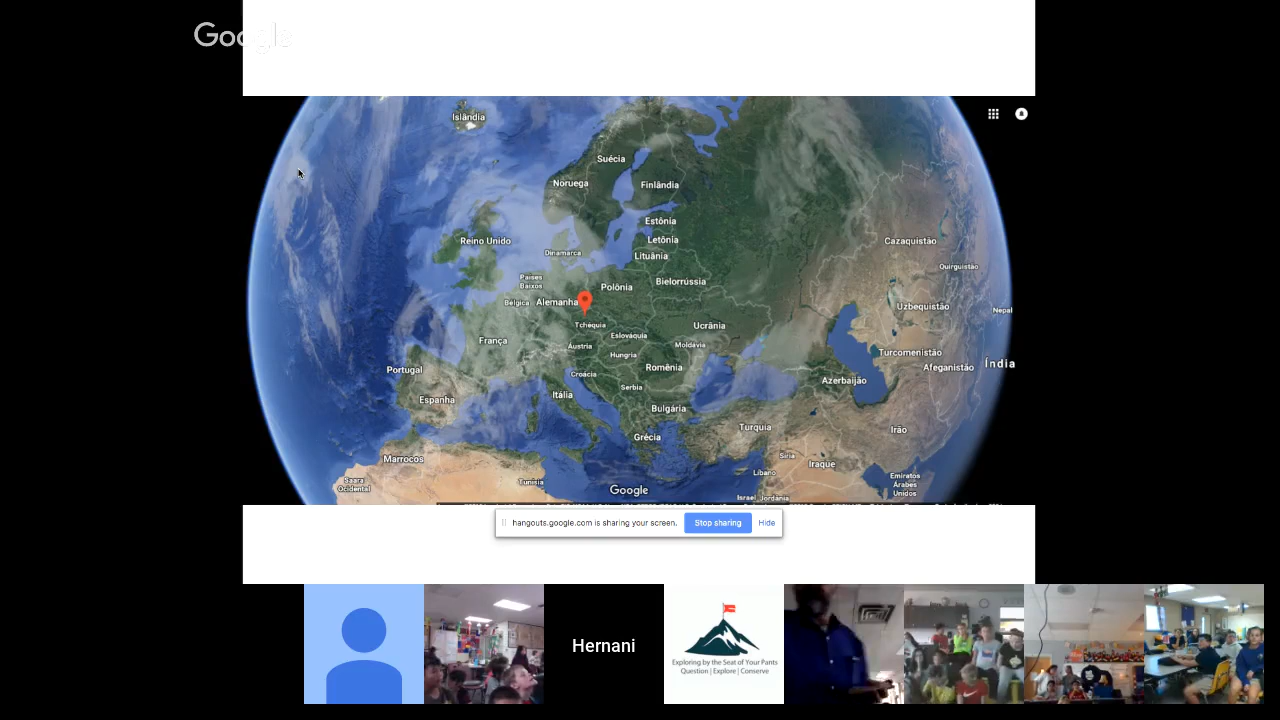 Google
Islândia
Suécia
Noruega
Finlândia
Estônia
Reino Unido
Letônia
Cazaquistão
Dinamarca
Lituânia
Quirguistão
Países
Baixos
Polônia
Bielorrússia
Bélgica
Alemanha
Uzbequistão
Nepal
Tchéquia
Ucrânia
Eslováquia
França
Áustria
Moldávia
Hungria
Turcomenistão
Portugal
Romênia
Afeganistão
Índia
Croácia
Azerbaijão
Serbia
Itália
Espanha
Bulgária
Turquia
Irão
Grécia
Marrocos
Síria
Iraque
Líbano
Saara
Ocidental
Tunísia
Emirados
Árabes
Unidos
Google
Israel
Jordânia
hangouts.google.com is sharing your screen.
Stop sharing
Hide
Hernani
Exploring by the Seat of Your Pants
Question | Explore | Conserve